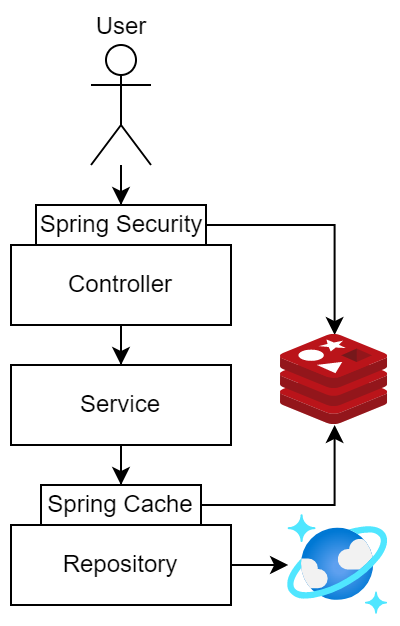 User
Spring Security
Controller
Service
Spring Cache
Repository